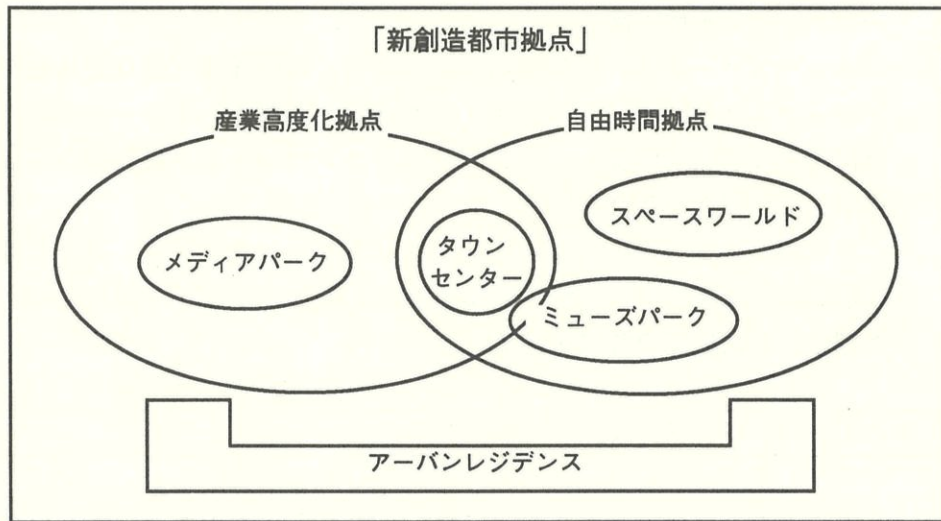 「新創造都市拠点」
産業高度化拠点
自由時間拠点
メディアパーク
タウン
センター
スペースワールド
ミューズパーク
アーバンレジデンス